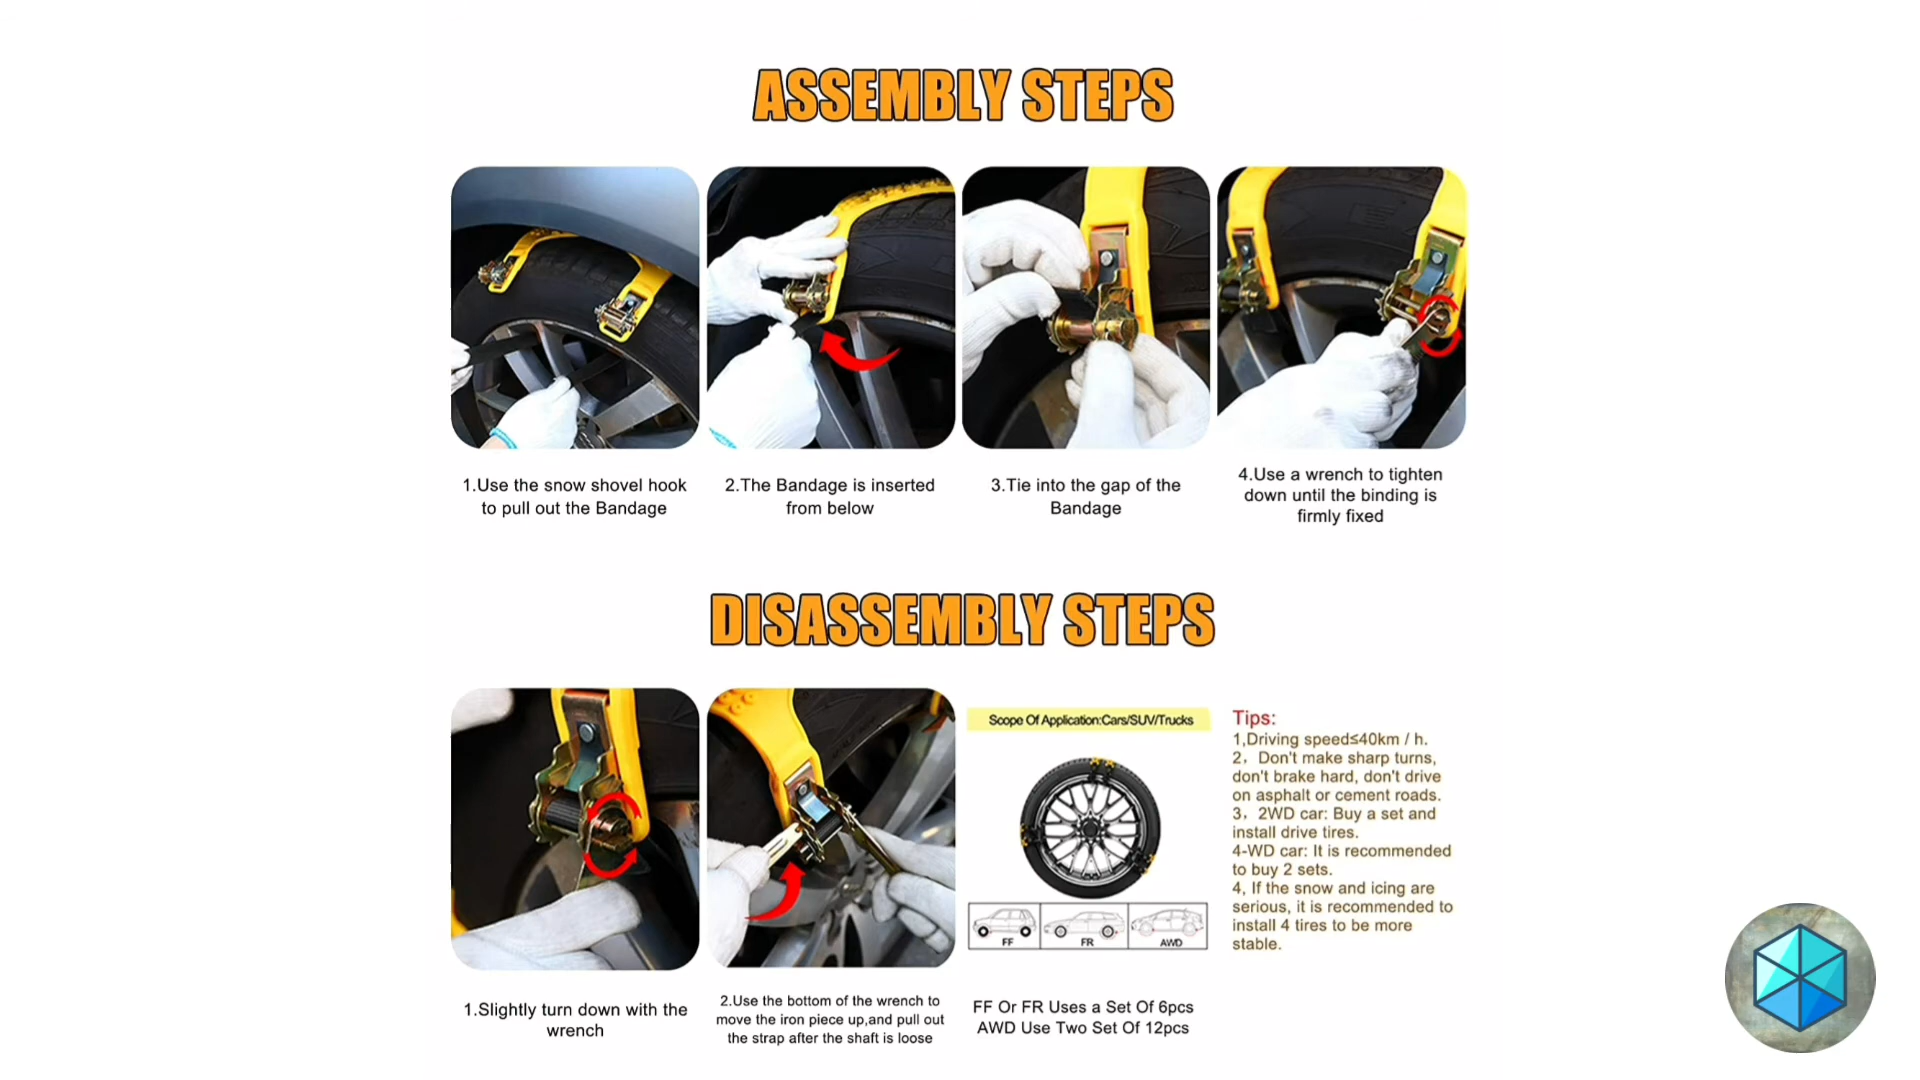 ASSEMBLY STEPS
1.Use the snow shovel hook
to pull out the Bandage
2.The Bandage is inserted
from below
3.Tie into the gap of the
Bandage
4.Use a wrench to tighten
down until the binding is
firmly fixed
DISASSEMBLY STEPS
1.Slightly turn down with the
wrench
2.Use the bottom of the wrench to
move the iron piece up,and pull out
the strap after the shaft is loose
Scope Of Application:Cars/SUV/Trucks
FF
FR
AWD
FF Or FR Uses a Set Of 6pcs
AWD Use Two Set Of 12pcs
Tips:
1,Driving speed≤40km / h.
2，Don't make sharp turns,
don't brake hard, don't drive
on asphalt or cement roads.
3，2WD car: Buy a set and
install drive tires.
4-WD car: It is recommended
to buy 2 sets.
4, If the snow and icing are
serious, it is recommended to
install 4 tires to be more
stable.